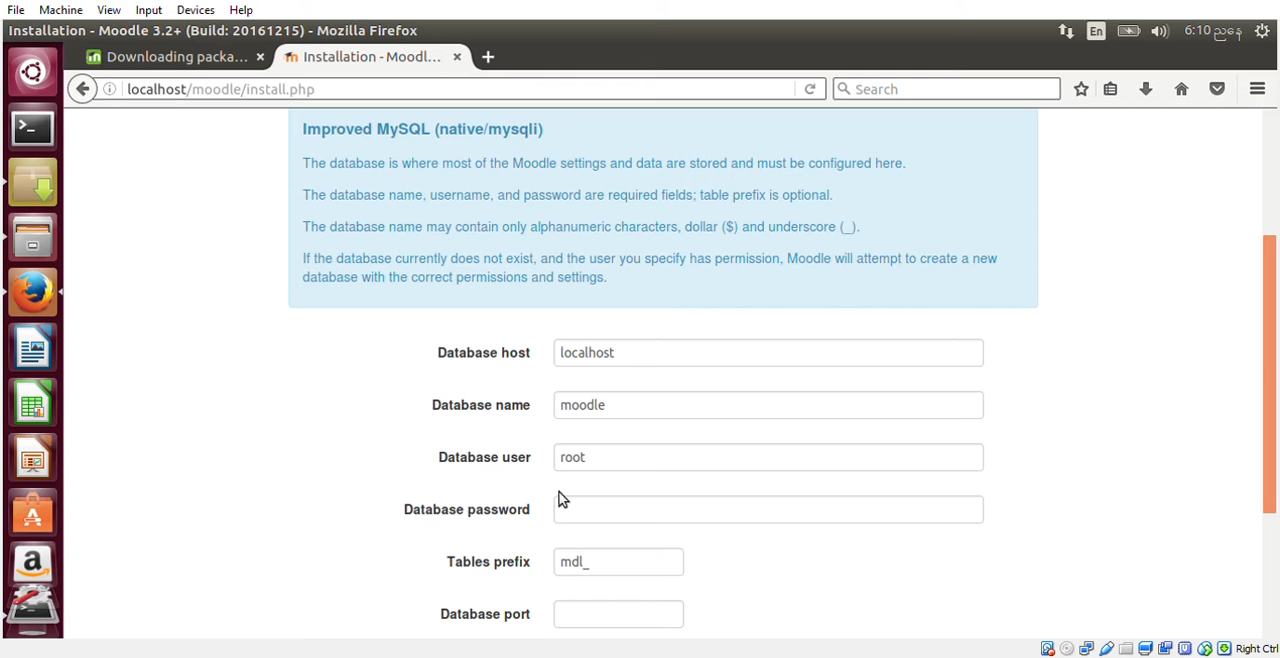 File Machine View Input Devices Help
Installation - Moodle 3.2+ (Build: 20161215) - Mozilla Firefox En 6:10 ညနေ
Downloading packa... × Installation - Moodl... × +
localhost/moodle/install.php Search
Improved MySQL (native/mysqli)
The database is where most of the Moodle settings and data are stored and must be configured here.
The database name, username, and password are required fields; table prefix is optional.
The database name may contain only alphanumeric characters, dollar ($) and underscore (_).
If the database currently does not exist, and the user you specify has permission, Moodle will attempt to create a new
database with the correct permissions and settings.
Database host localhost
Database name moodle
Database user root
Database password
Tables prefix mdl_
Database port
Right Ctrl